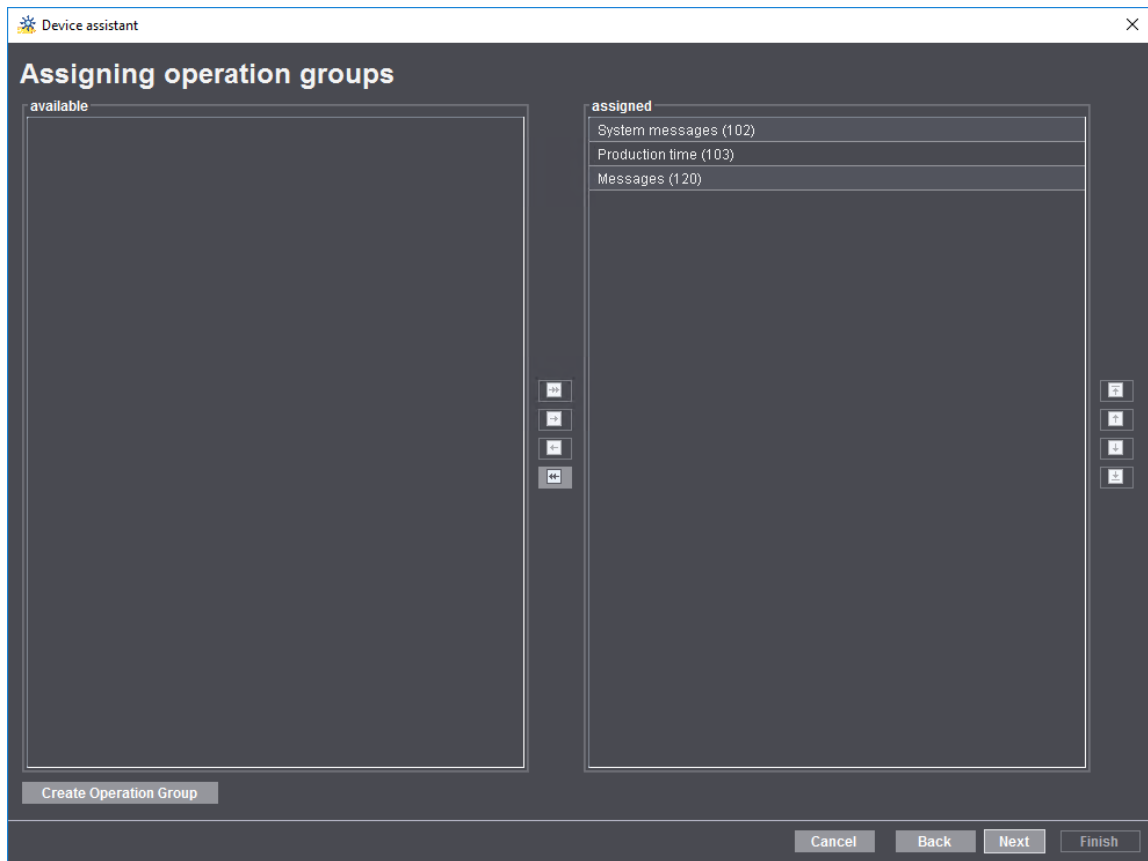 Device assistant
Assigning operation groups
available
assigned
System messages (102)
Production time (103)
Messages (120)
Create Operation Group
Cancel
Back
Next
Finish